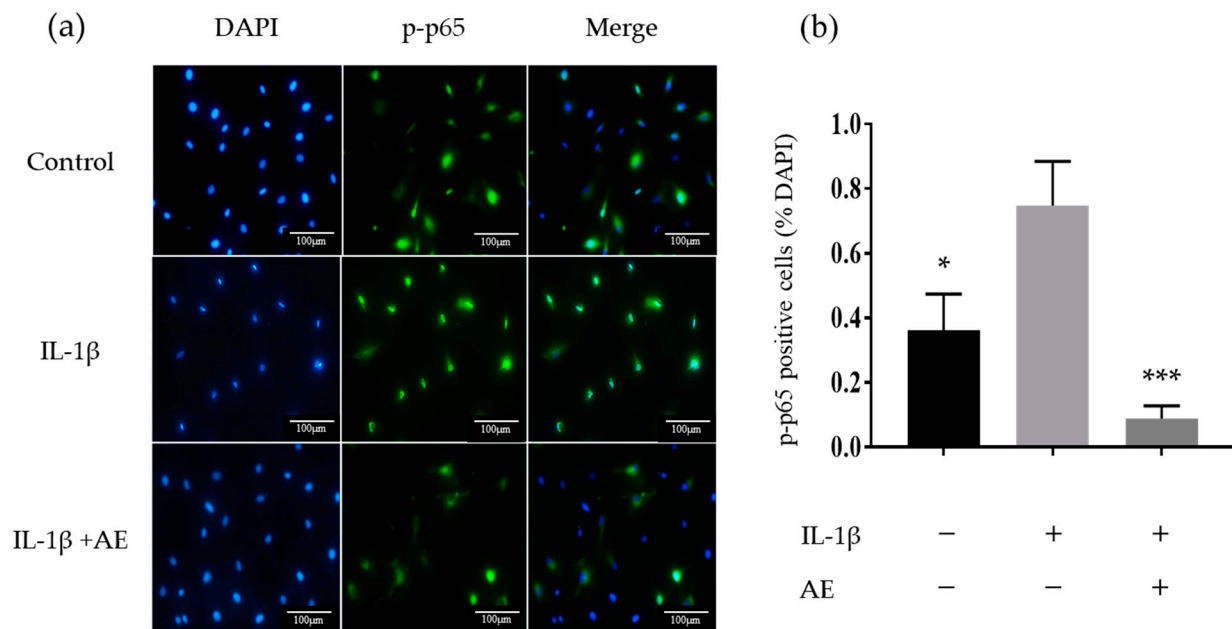 (a)
DAPI p-p65 Merge
Control
100μm 100μm 100μm
IL-1β
100μm 100μm 100μm
IL-1β +AE
100μm 100μm 100μm
(b)
p-p65 positive cells (% DAPI)
1.0
0.8
0.6
0.4
0.2
0.0
*
***
IL-1β − + +
AE − − +